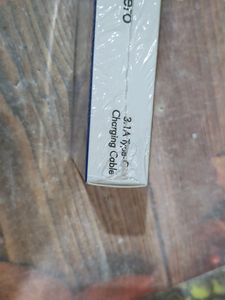 3.1A Type-C
Charging Cable